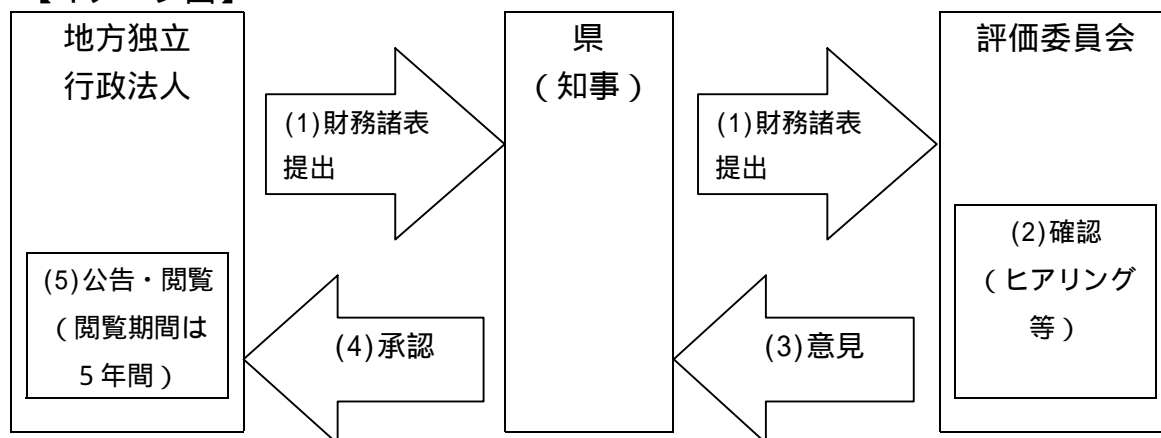 地方独立
行政法人
県
(知事)
評価委員会
(1)財務諸表
提出
(1)財務諸表
提出
(2)確認
(ヒアリング
等)
(3)意見
(4)承認
(5)公告・閲覧
(閲覧期間は
5年間)